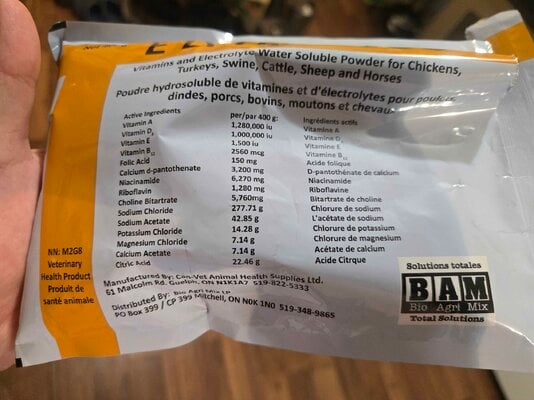 Vitamins and Electrolyte Water Soluble Powder for Chickens,
Turkeys, Swine, Cattle, Sheep and Horses
Poudre hydrosoluble de vitamines et d'électrolytes pour poulets,
dindes, porcs, bovins, moutons et chevaux
Active Ingredients per/par 400 g: Ingrédients actifs
Vitamin A 1,280,000 iu Vitamine A
Vitamin D₃ 1,000,000 iu Vitamine D₃
Vitamin E 1,500 iu Vitamine E
Vitamin B₁₂ 2560 mcg Vitamine B₁₂
Folic Acid 150 mg Acide folique
Calcium d-pantothenate 3,200 mg D-pantothénate de calcium
Niacinamide 6,270 mg Niacinamide
Riboflavin 1,280 mg Riboflavine
Choline Bitartrate 5,760mg Bitartrate de choline
Sodium Chloride 277.71 g Chlorure de sodium
Sodium Acetate 42.85 g L'acétate de sodium
Potassium Chloride 14.28 g Chlorure de potassium
Magnesium Chloride 7.14 g Chlorure de magnesium
Calcium Acetate 7.14 g Acétate de calcium
Citric Acid 22.46 g Acide Citrque
NN: M2G8
Veterinary
Health Product
Produit de
santé animale
Manufactured By: Can-Vet Animal Health Supplies Ltd.
61 Malcolm Rd. Guelph, ON N1K1A7 519-822-5333
Distributed By: Bio Agri Mix LP
PO Box 399 / CP 399 Mitchell, ON N0K 1N0 519-348-9865
Solutions totales
BAM
Bio Agri Mix
Total Solutions